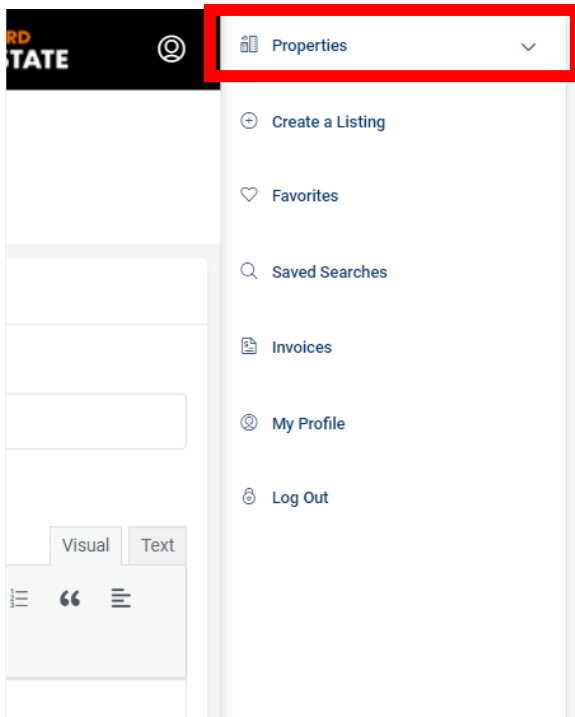 RD
STATE
Properties
Create a Listing
Favorites
Saved Searches
Invoices
My Profile
Log Out
Visual Text